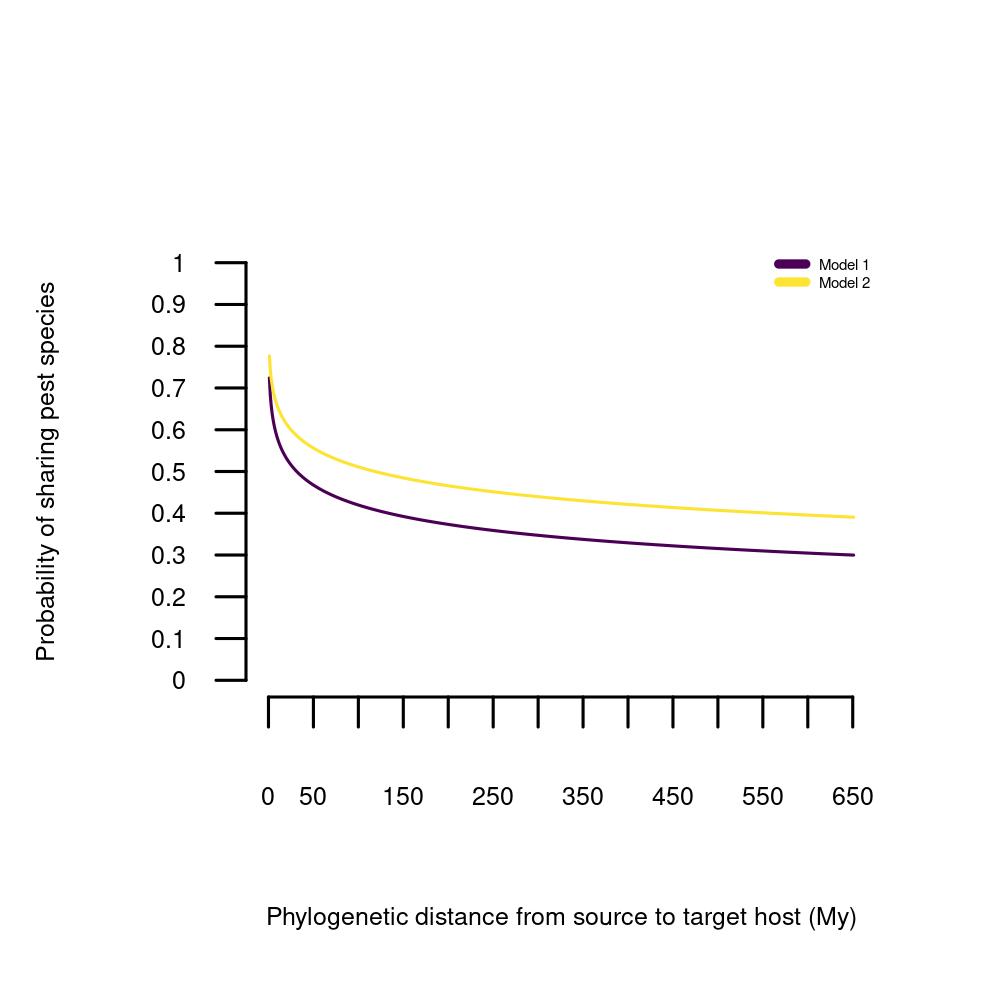 Model 1
Model 2
Probability of sharing pest species
1
0.9
0.8
0.7
0.6
0.5
0.4
0.3
0.2
0.1
0
0 50 150 250 350 450 550 650
Phylogenetic distance from source to target host (My)